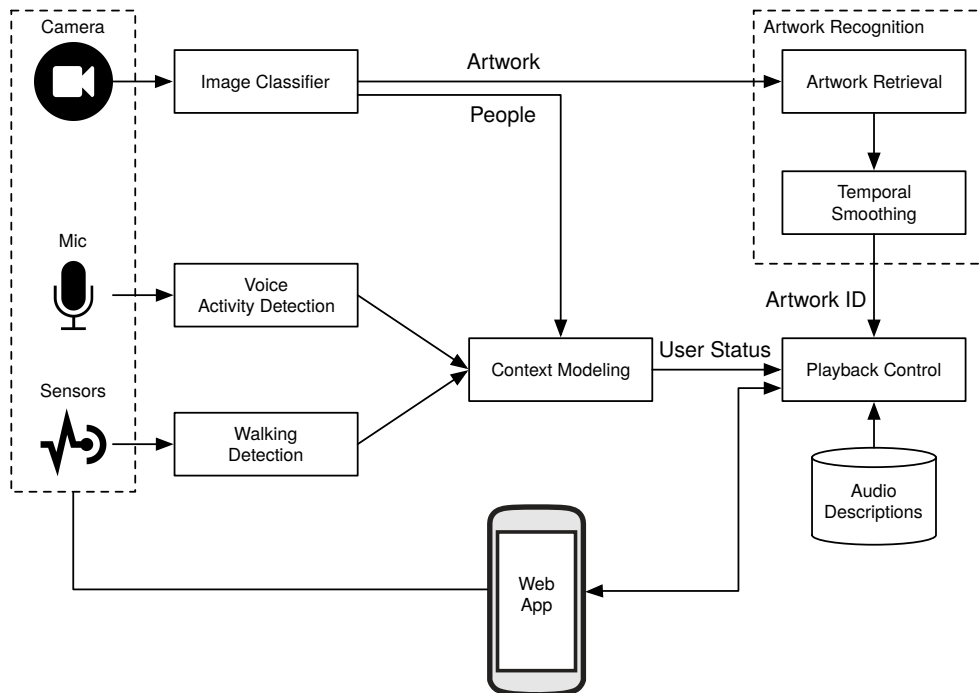 Camera
Artwork Recognition
Image Classifier
Artwork
People
Artwork Retrieval
Temporal
Smoothing
Mic
Voice
Activity Detection
Artwork ID
Context Modeling
User Status
Playback Control
Sensors
Walking
Detection
Audio
Descriptions
Web
App